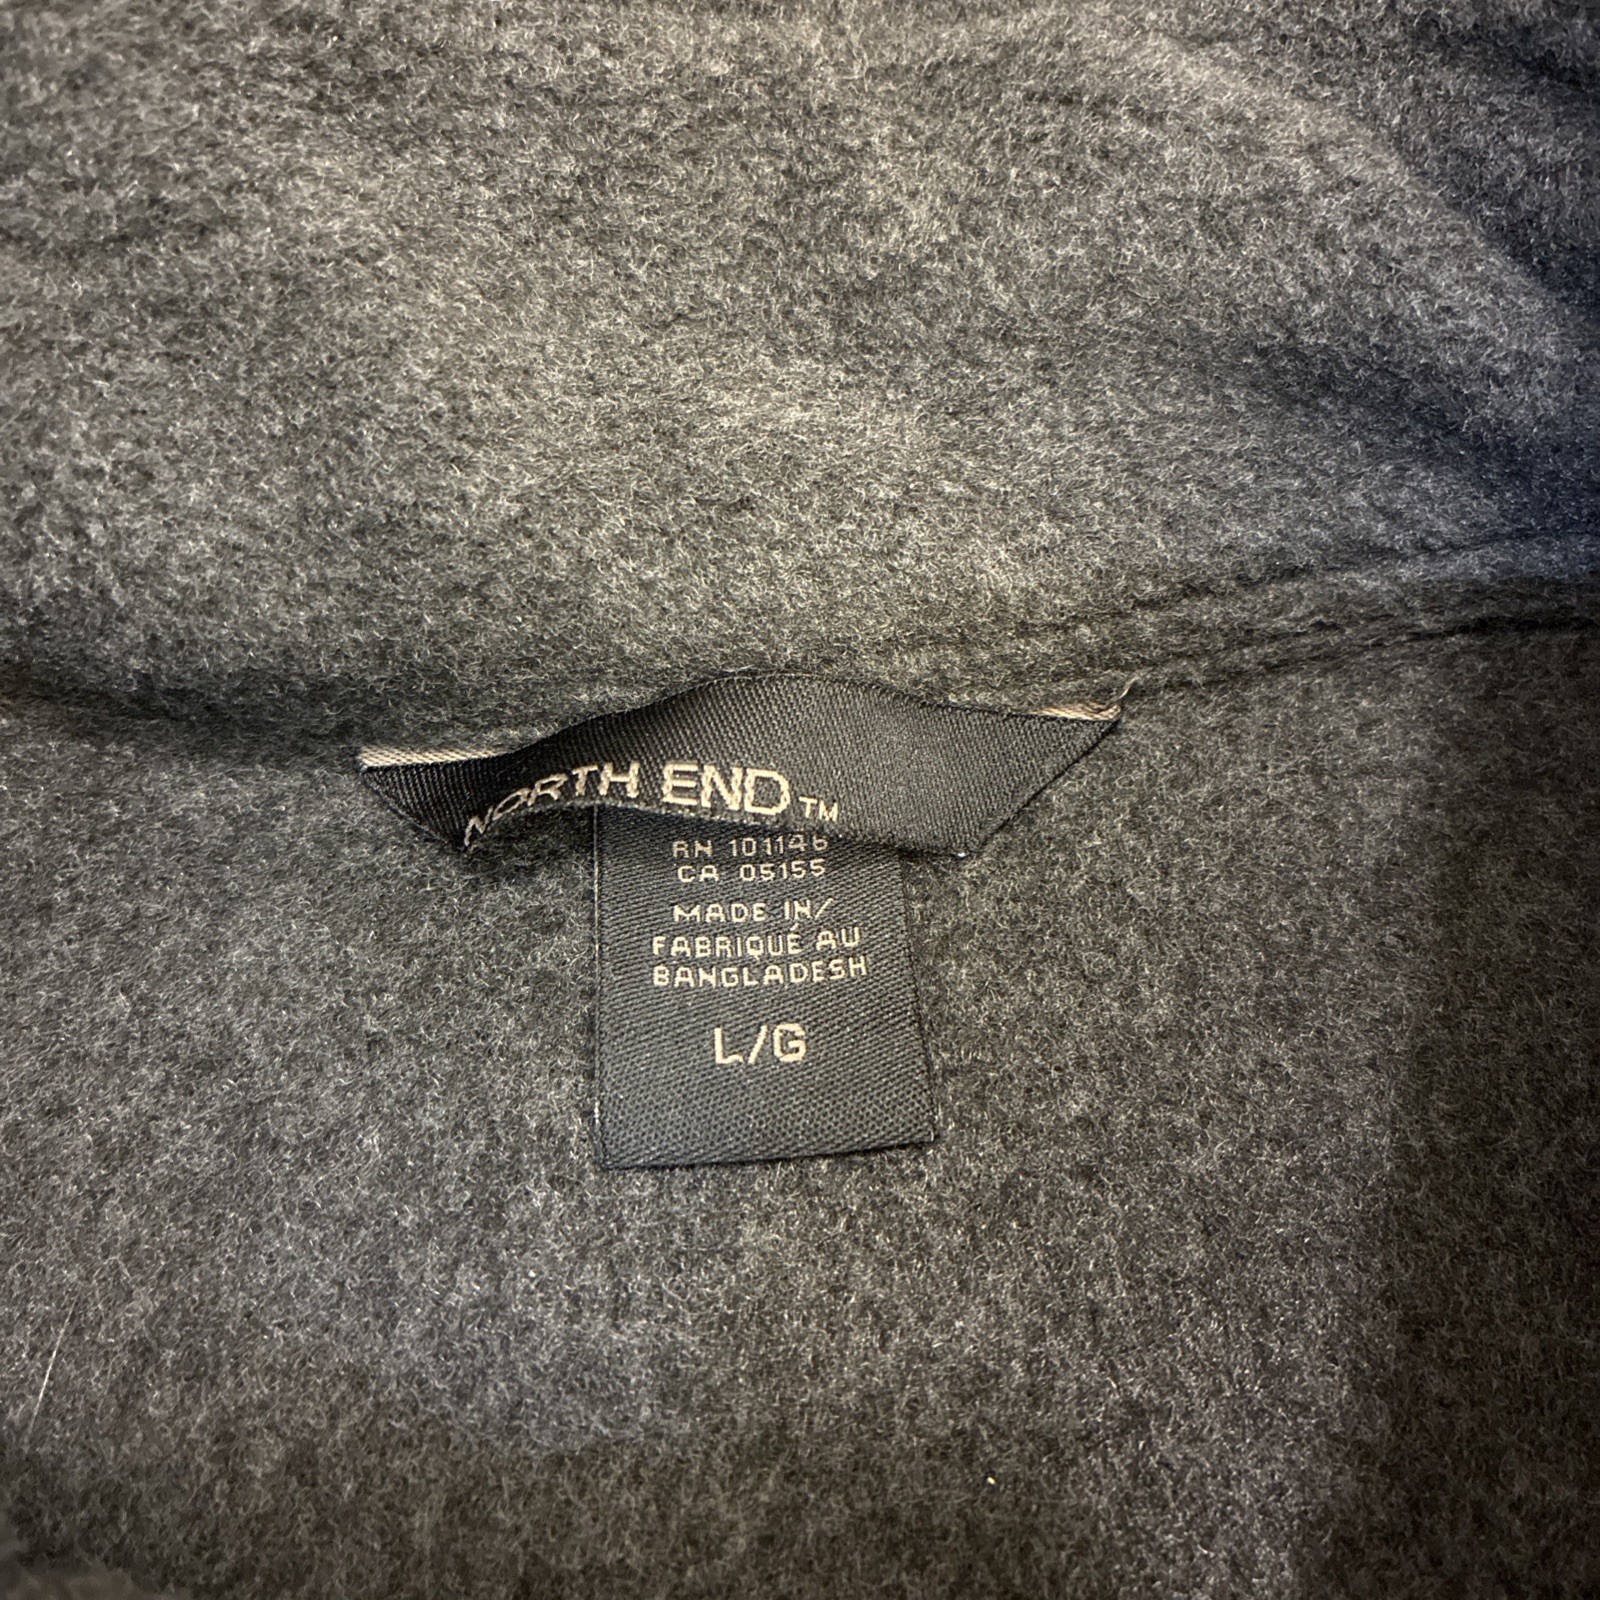 NORTH END™
RN 101146
CA 05155
MADE IN/
FABRIQUÉ AU
BANGLADESH
L/G